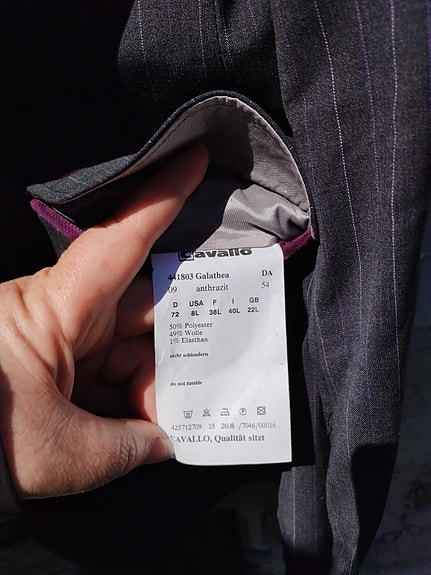 Cavallo
441803 Galathea DA
09 anthrazit 54
D USA F I GB
72 8L 38L 40L 22L
50% Polyester
49% Wolle
1% Elasthan
nicht schleudern
do not tumble
425712709 15 2608 /7046/00016
CAVALLO, Qualität sitzt